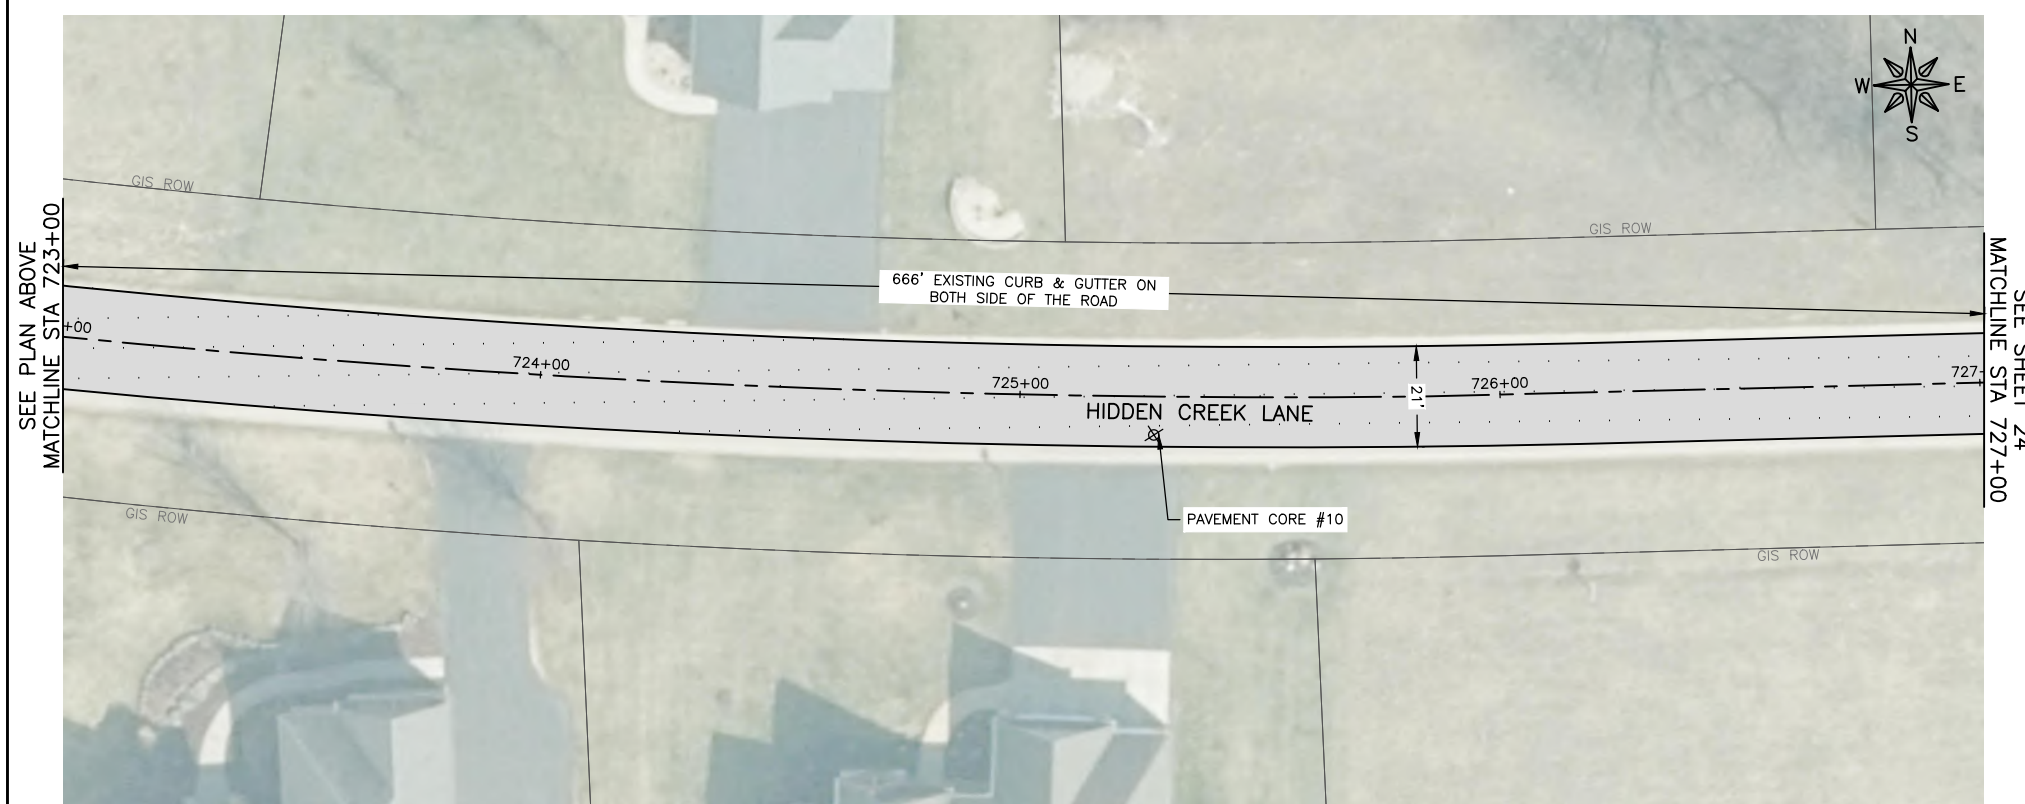 N
W E
S
GIS ROW
GIS ROW
SEE PLAN ABOVE
MATCHLINE STA 723+00
666' EXISTING CURB & GUTTER ON
BOTH SIDE OF THE ROAD
MATCHLINE STA 727+00
SEE SHEET 24
+00
724+00
725+00
726+00
727
21'
HIDDEN CREEK LANE
PAVEMENT CORE #10
GIS ROW
GIS ROW